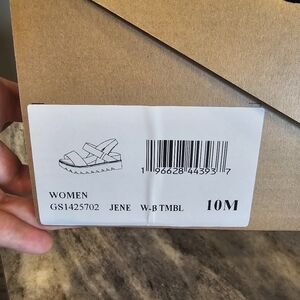 1 96628 44393 7
WOMEN
GS1425702 JENE W-B TMBL 10M